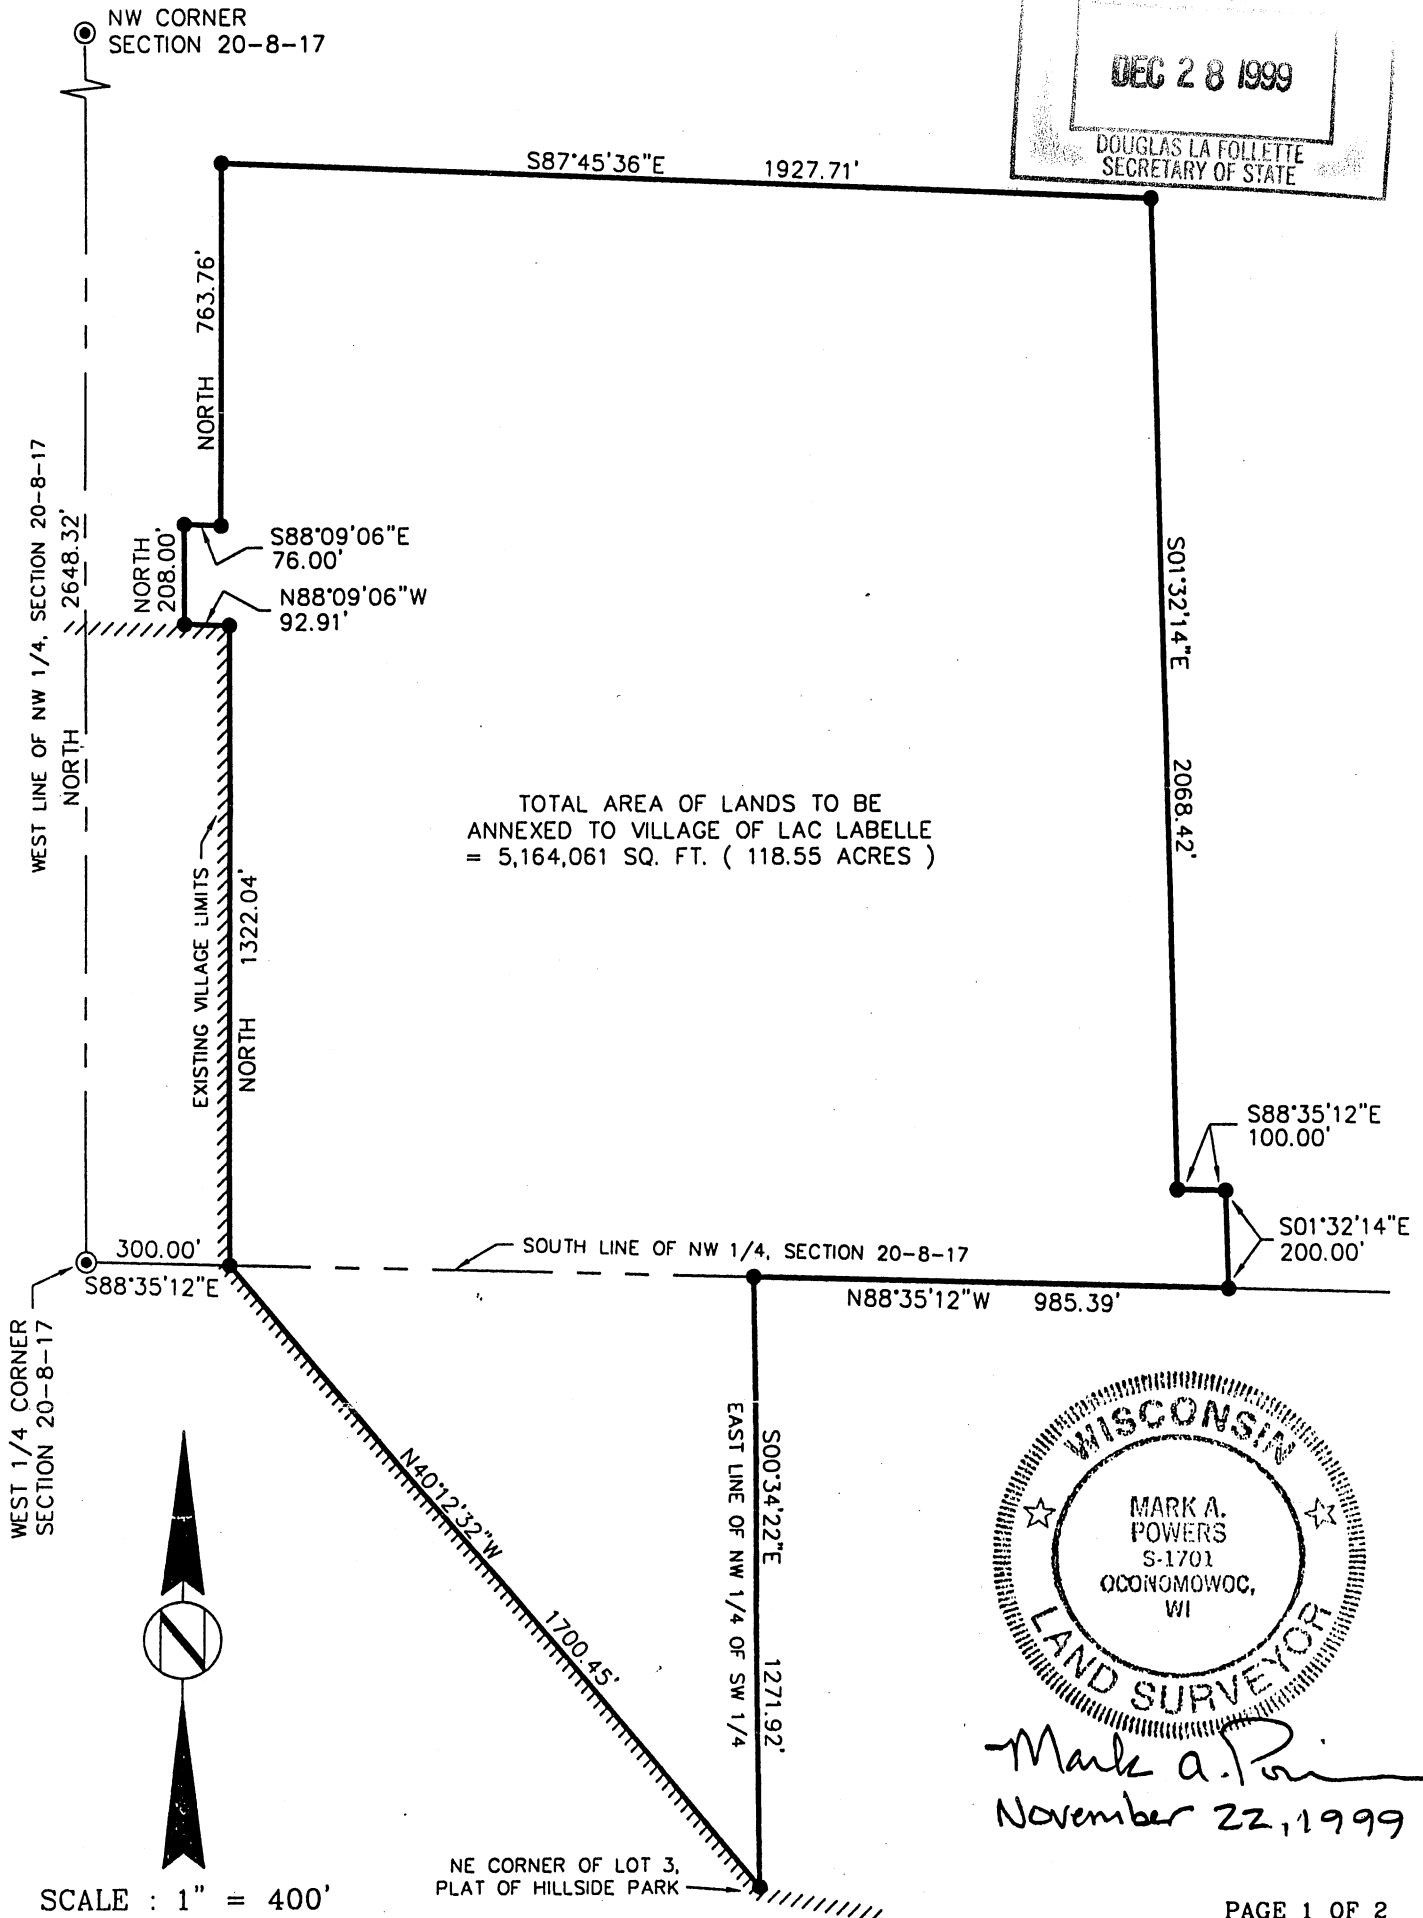 NW CORNER
SECTION 20-8-17
DEC 28 1999
DOUGLAS LA FOLLETTE
SECRETARY OF STATE
S87°45'36"E 1927.71'
NORTH 763.76'
S88°09'06"E
76.00'
NORTH
208.00'
N88°09'06"W
92.91'
WEST LINE OF NW 1/4, SECTION 20-8-17
NORTH 2648.32'
S01°32'14"E 2068.42'
TOTAL AREA OF LANDS TO BE
ANNEXED TO VILLAGE OF LAC LABELLE
= 5,164,061 SQ. FT. ( 118.55 ACRES )
EXISTING VILLAGE LIMITS
NORTH 1322.04'
S88°35'12"E
100.00'
S01°32'14"E
200.00'
300.00'
S88°35'12"E
SOUTH LINE OF NW 1/4, SECTION 20-8-17
N88°35'12"W 985.39'
WEST 1/4 CORNER
SECTION 20-8-17
N40°12'32"W 1700.45'
S00°34'22"E 1271.92'
EAST LINE OF NW 1/4 OF SW 1/4
WISCONSIN
MARK A.
POWERS
S-1701
OCONOMOWOC,
WI
LAND SURVEYOR
Mark A. Powers
November 22, 1999
N
NE CORNER OF LOT 3,
PLAT OF HILLSIDE PARK
SCALE : 1" = 400'
PAGE 1 OF 2